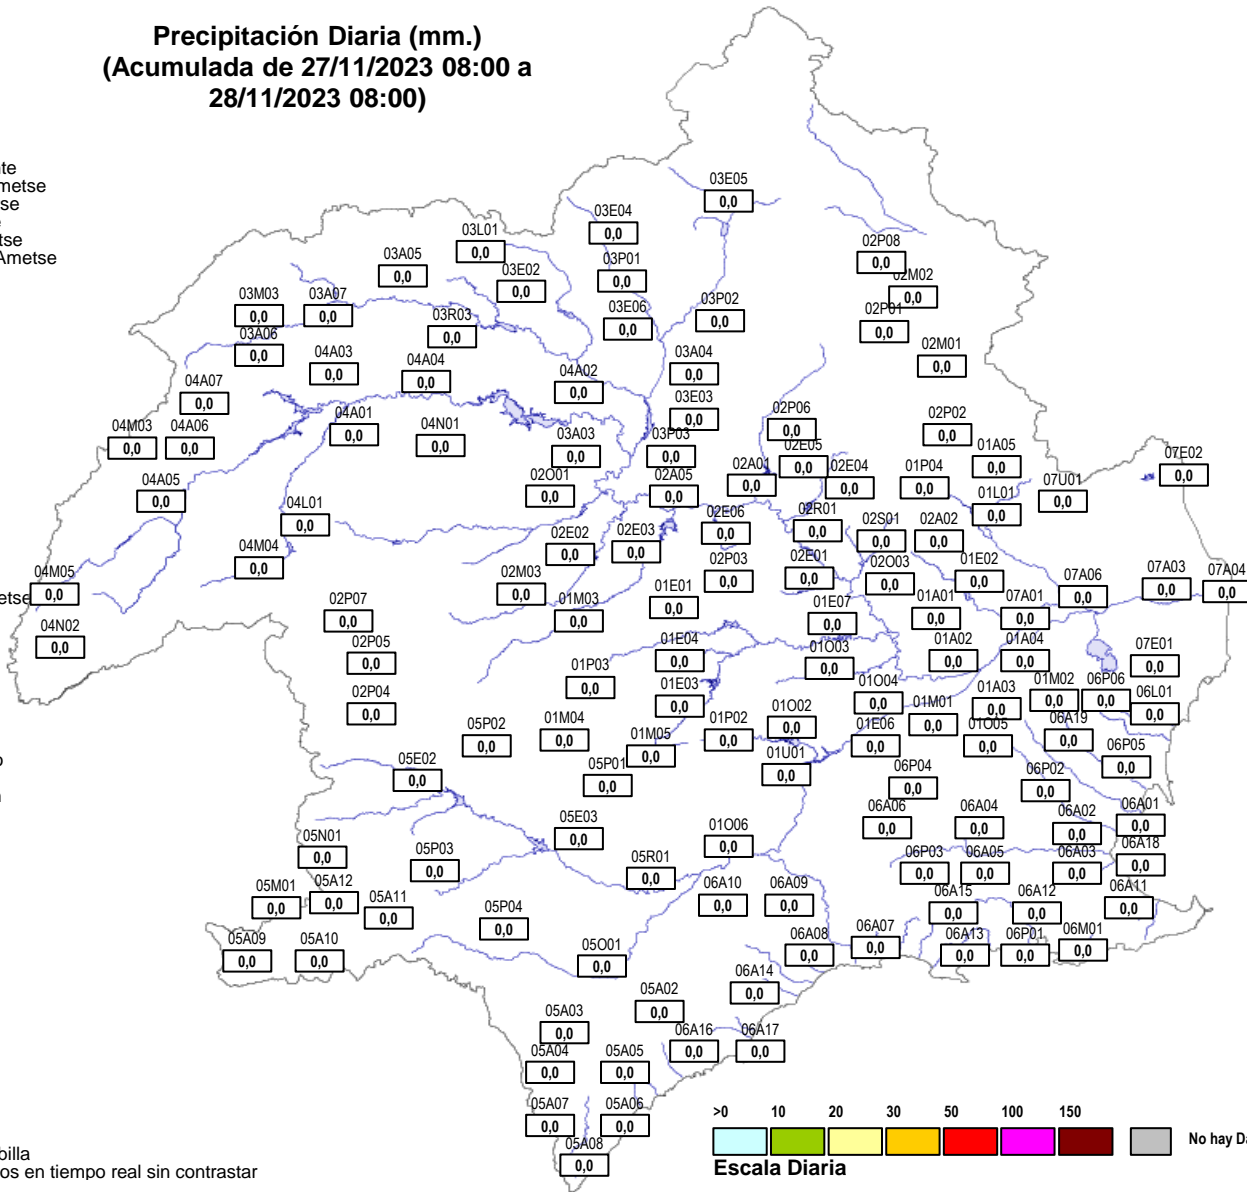 Precipitación Diaria (mm.)
(Acumulada de 27/11/2023 08:00 a
28/11/2023 08:00)
nte
metse
se
e
tse
Ametse
03E05
0,0
03E04
0,0
03L01
0,0
02P08
0,0
03A05
0,0
03P01
0,0
03E02
0,0
02M02
0,0
03M03
0,0
03A07
0,0
03P02
0,0
03E06
0,0
02P01
0,0
03R03
0,0
03A06
0,0
02M01
0,0
04A03
0,0
03A04
0,0
04A04
0,0
04A02
0,0
04A07
0,0
03E03
0,0
02P06
0,0
04A01
0,0
02P02
0,0
04M03
0,0
04A06
0,0
04N01
0,0
03A03
0,0
03P03
0,0
02E05
0,0
01A05
0,0
07E02
0,0
02A01
0,0
02E04
0,0
01P04
0,0
02O01
0,0
02A05
0,0
07U01
0,0
04A05
0,0
01L01
0,0
04L01
0,0
02R01
0,0
02E06
0,0
02S01
0,0
02A02
0,0
02E03
0,0
02E02
0,0
04M04
0,0
02E01
0,0
02P03
0,0
02O03
0,0
01E02
0,0
07A03
0,0
07A04
0,0
04M05
0,0
etse
02M03
0,0
07A06
0,0
01E01
0,0
01M03
0,0
02P07
0,0
01A01
0,0
07A01
0,0
01E07
0,0
04N02
0,0
01E04
0,0
01A02
0,0
01A04
0,0
02P05
0,0
01O03
0,0
07E01
0,0
01P03
0,0
01M02
0,0
06P06
0,0
01O04
0,0
01E03
0,0
01A03
0,0
02P04
0,0
06L01
0,0
01M01
0,0
01O02
0,0
01M04
0,0
01P02
0,0
06A19
0,0
05P02
0,0
01E06
0,0
01O05
0,0
01M05
0,0
o
06P05
0,0
01U01
0,0
05E02
0,0
05P01
0,0
06P04
0,0
06P02
0,0
06A01
0,0
06A06
0,0
06A04
0,0
06A02
0,0
05E03
0,0
01O06
0,0
05N01
0,0
06A18
0,0
05P03
0,0
06P03
0,0
06A05
0,0
06A03
0,0
05R01
0,0
05A12
0,0
06A10
0,0
06A09
0,0
05M01
0,0
06A11
0,0
06A15
0,0
06A12
0,0
05A11
0,0
05P04
0,0
06A07
0,0
06M01
0,0
06A08
0,0
06A13
0,0
06P01
0,0
05A09
0,0
05A10
0,0
05O01
0,0
06A14
0,0
05A02
0,0
05A03
0,0
06A16
0,0
06A17
0,0
05A04
0,0
05A05
0,0
05A07
0,0
05A06
0,0
05A08
0,0
>0 10 20 30 50 100 150
No hay Da
Escala Diaria
billa
os en tiempo real sin contrastar